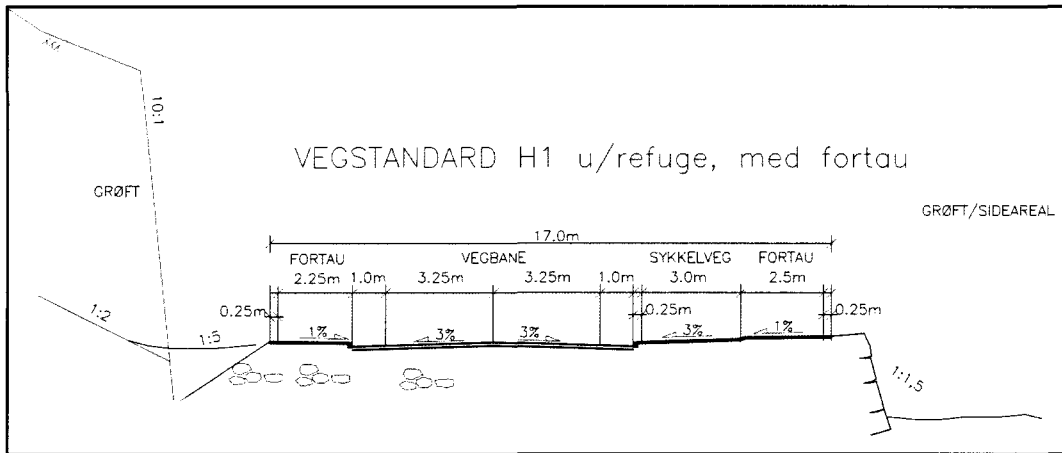 10:1
VEGSTANDARD H1 u/refuge, med fortau
GRØFT
GRØFT/SIDEAREAL
17.0m
FORTAU VEGBANE SYKKELVEG FORTAU
2.25m 1.0m 3.25m 3.25m 1.0m 3.0m 2.5m
0.25m 0.25m 0.25m
1:2 1:5 1% 3% 3% 3% 1%
1:1,5